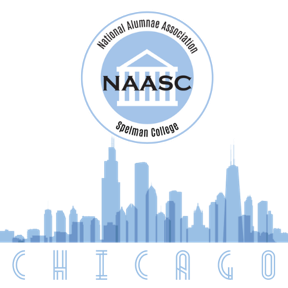 National Alumnae Association
NAASC
Spelman College
CHICAGO